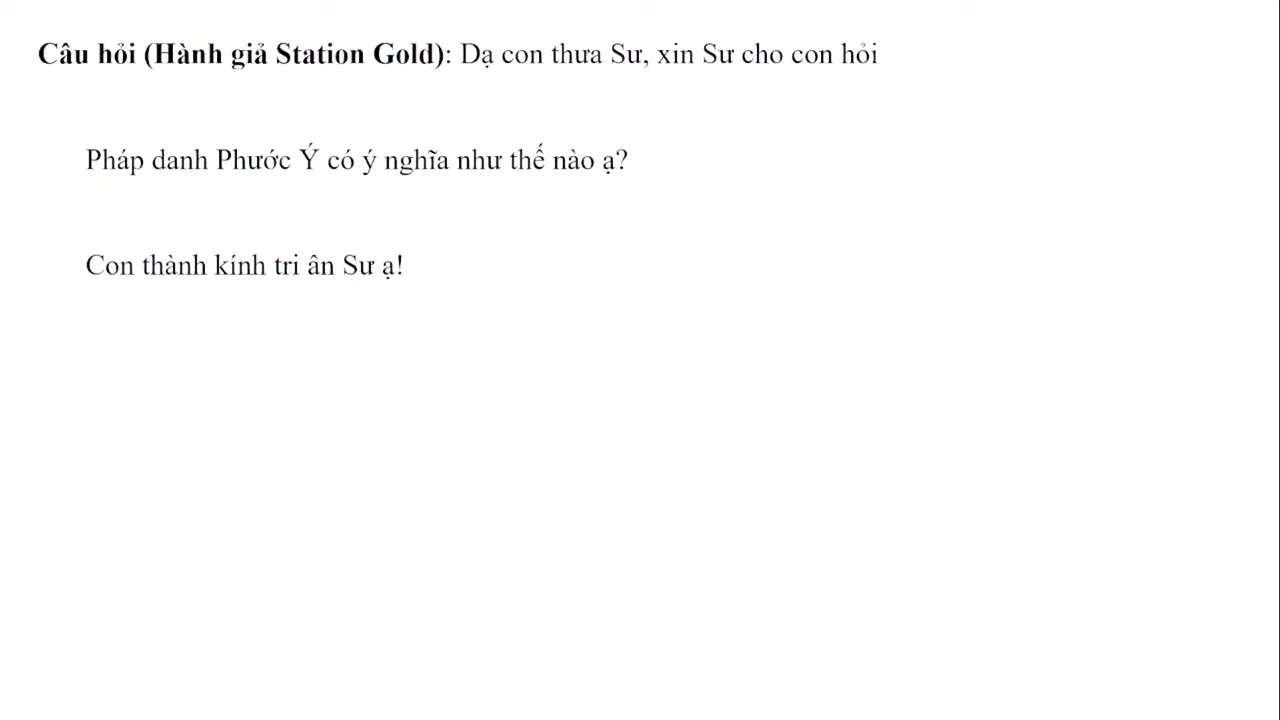 Câu hỏi (Hành giả Station Gold): Dạ con thưa Sư, xin Sư cho con hỏi
Pháp danh Phước Ý có ý nghĩa như thế nào ạ?
Con thành kính tri ân Sư ạ!